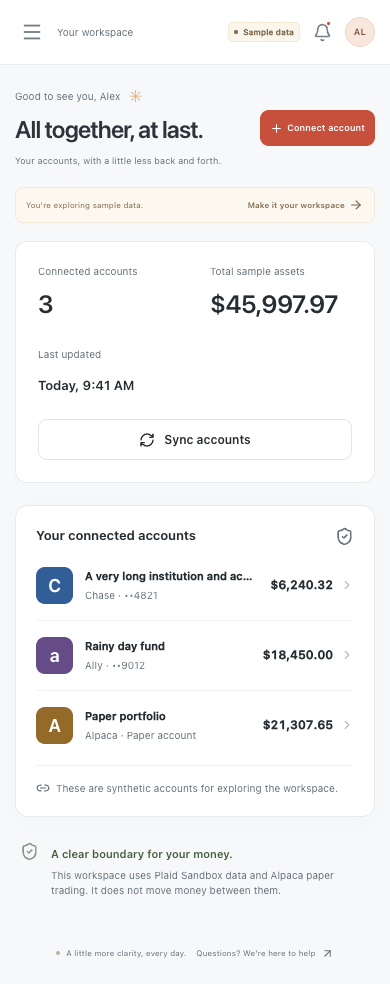 Your workspace
Sample data
AL
Good to see you, Alex
All together, at last.
Connect account
Your accounts, with a little less back and forth.
You're exploring sample data.
Make it your workspace
Connected accounts
3
Total sample assets
$45,997.97
Last updated
Today, 9:41 AM
Sync accounts
Your connected accounts
C
A very long institution and ac...
Chase · ••4821
$6,240.32
a
Rainy day fund
Ally · ••9012
$18,450.00
A
Paper portfolio
Alpaca · Paper account
$21,307.65
These are synthetic accounts for exploring the workspace.
A clear boundary for your money.
This workspace uses Plaid Sandbox data and Alpaca paper
trading. It does not move money between them.
A little more clarity, every day.
Questions? We're here to help